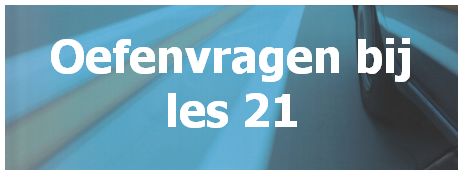 Oefenvragen bij
les 21